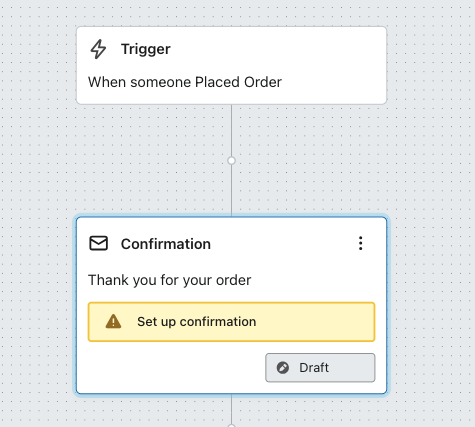 Trigger
When someone Placed Order
Confirmation
Thank you for your order
Set up confirmation
Draft